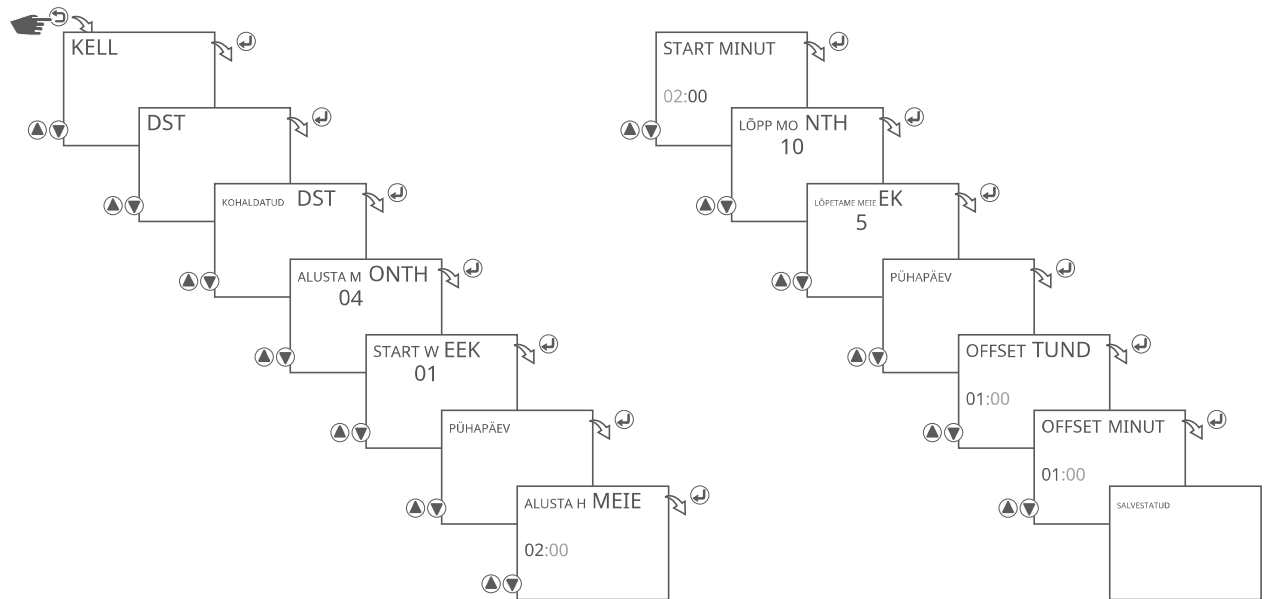 KELL
DST
KOHALDATUD DST
ALUSTA M ONTH
04
START W EEK
01
PÜHAPÄEV
ALUSTA H MEIE
02:00
START MINUT
02:00
LÕPP MO NTH
10
LÕPETAME MEIE EK
5
PÜHAPÄEV
OFFSET TUND
01:00
OFFSET MINUT
01:00
SALVESTATUD